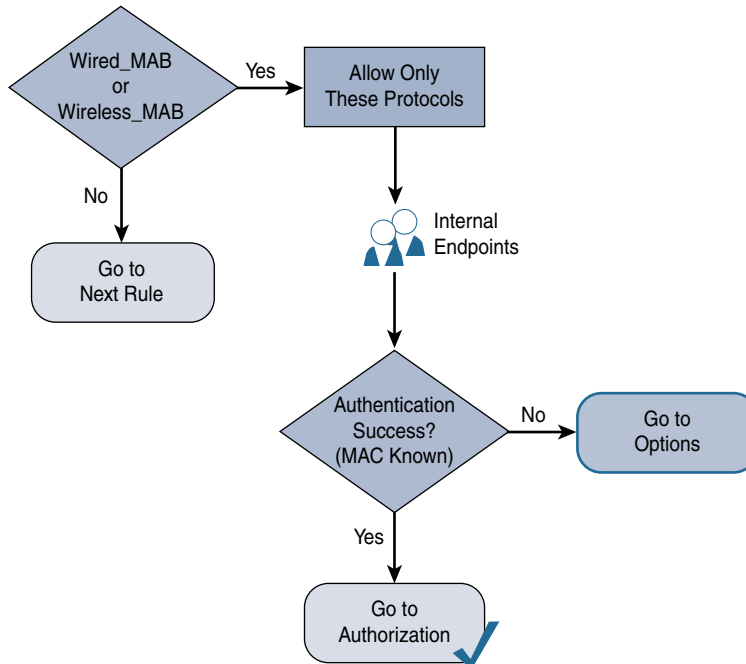 Wired_MAB
or
Wireless_MAB
Yes
Allow Only
These Protocols
No
Go to
Next Rule
Internal
Endpoints
Authentication
Success?
(MAC Known)
No
Go to
Options
Yes
Go to
Authorization